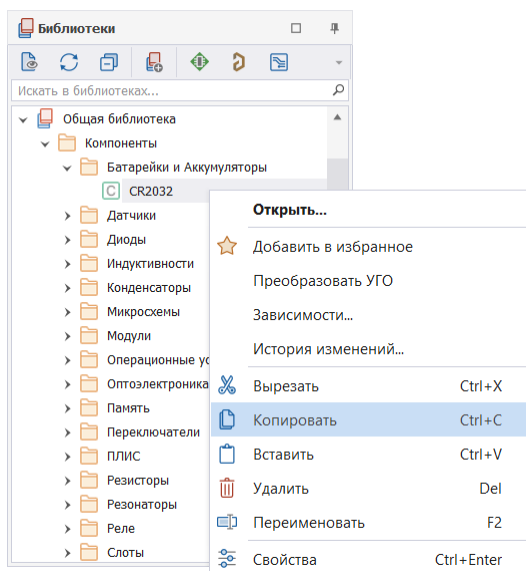 Библиотеки
Искать в библиотеках...
Общая библиотека
Компоненты
Батарейки и Аккумуляторы
CR2032
Датчики
Диоды
Индуктивности
Конденсаторы
Микросхемы
Модули
Операционные ус
Оптоэлектроника
Память
Переключатели
ПЛИС
Резисторы
Резонаторы
Реле
Слоты
Открыть...
Добавить в избранное
Преобразовать УГО
Зависимости...
История изменений...
Вырезать Ctrl+X
Копировать Ctrl+C
Вставить Ctrl+V
Удалить Del
Переименовать F2
Свойства Ctrl+Enter